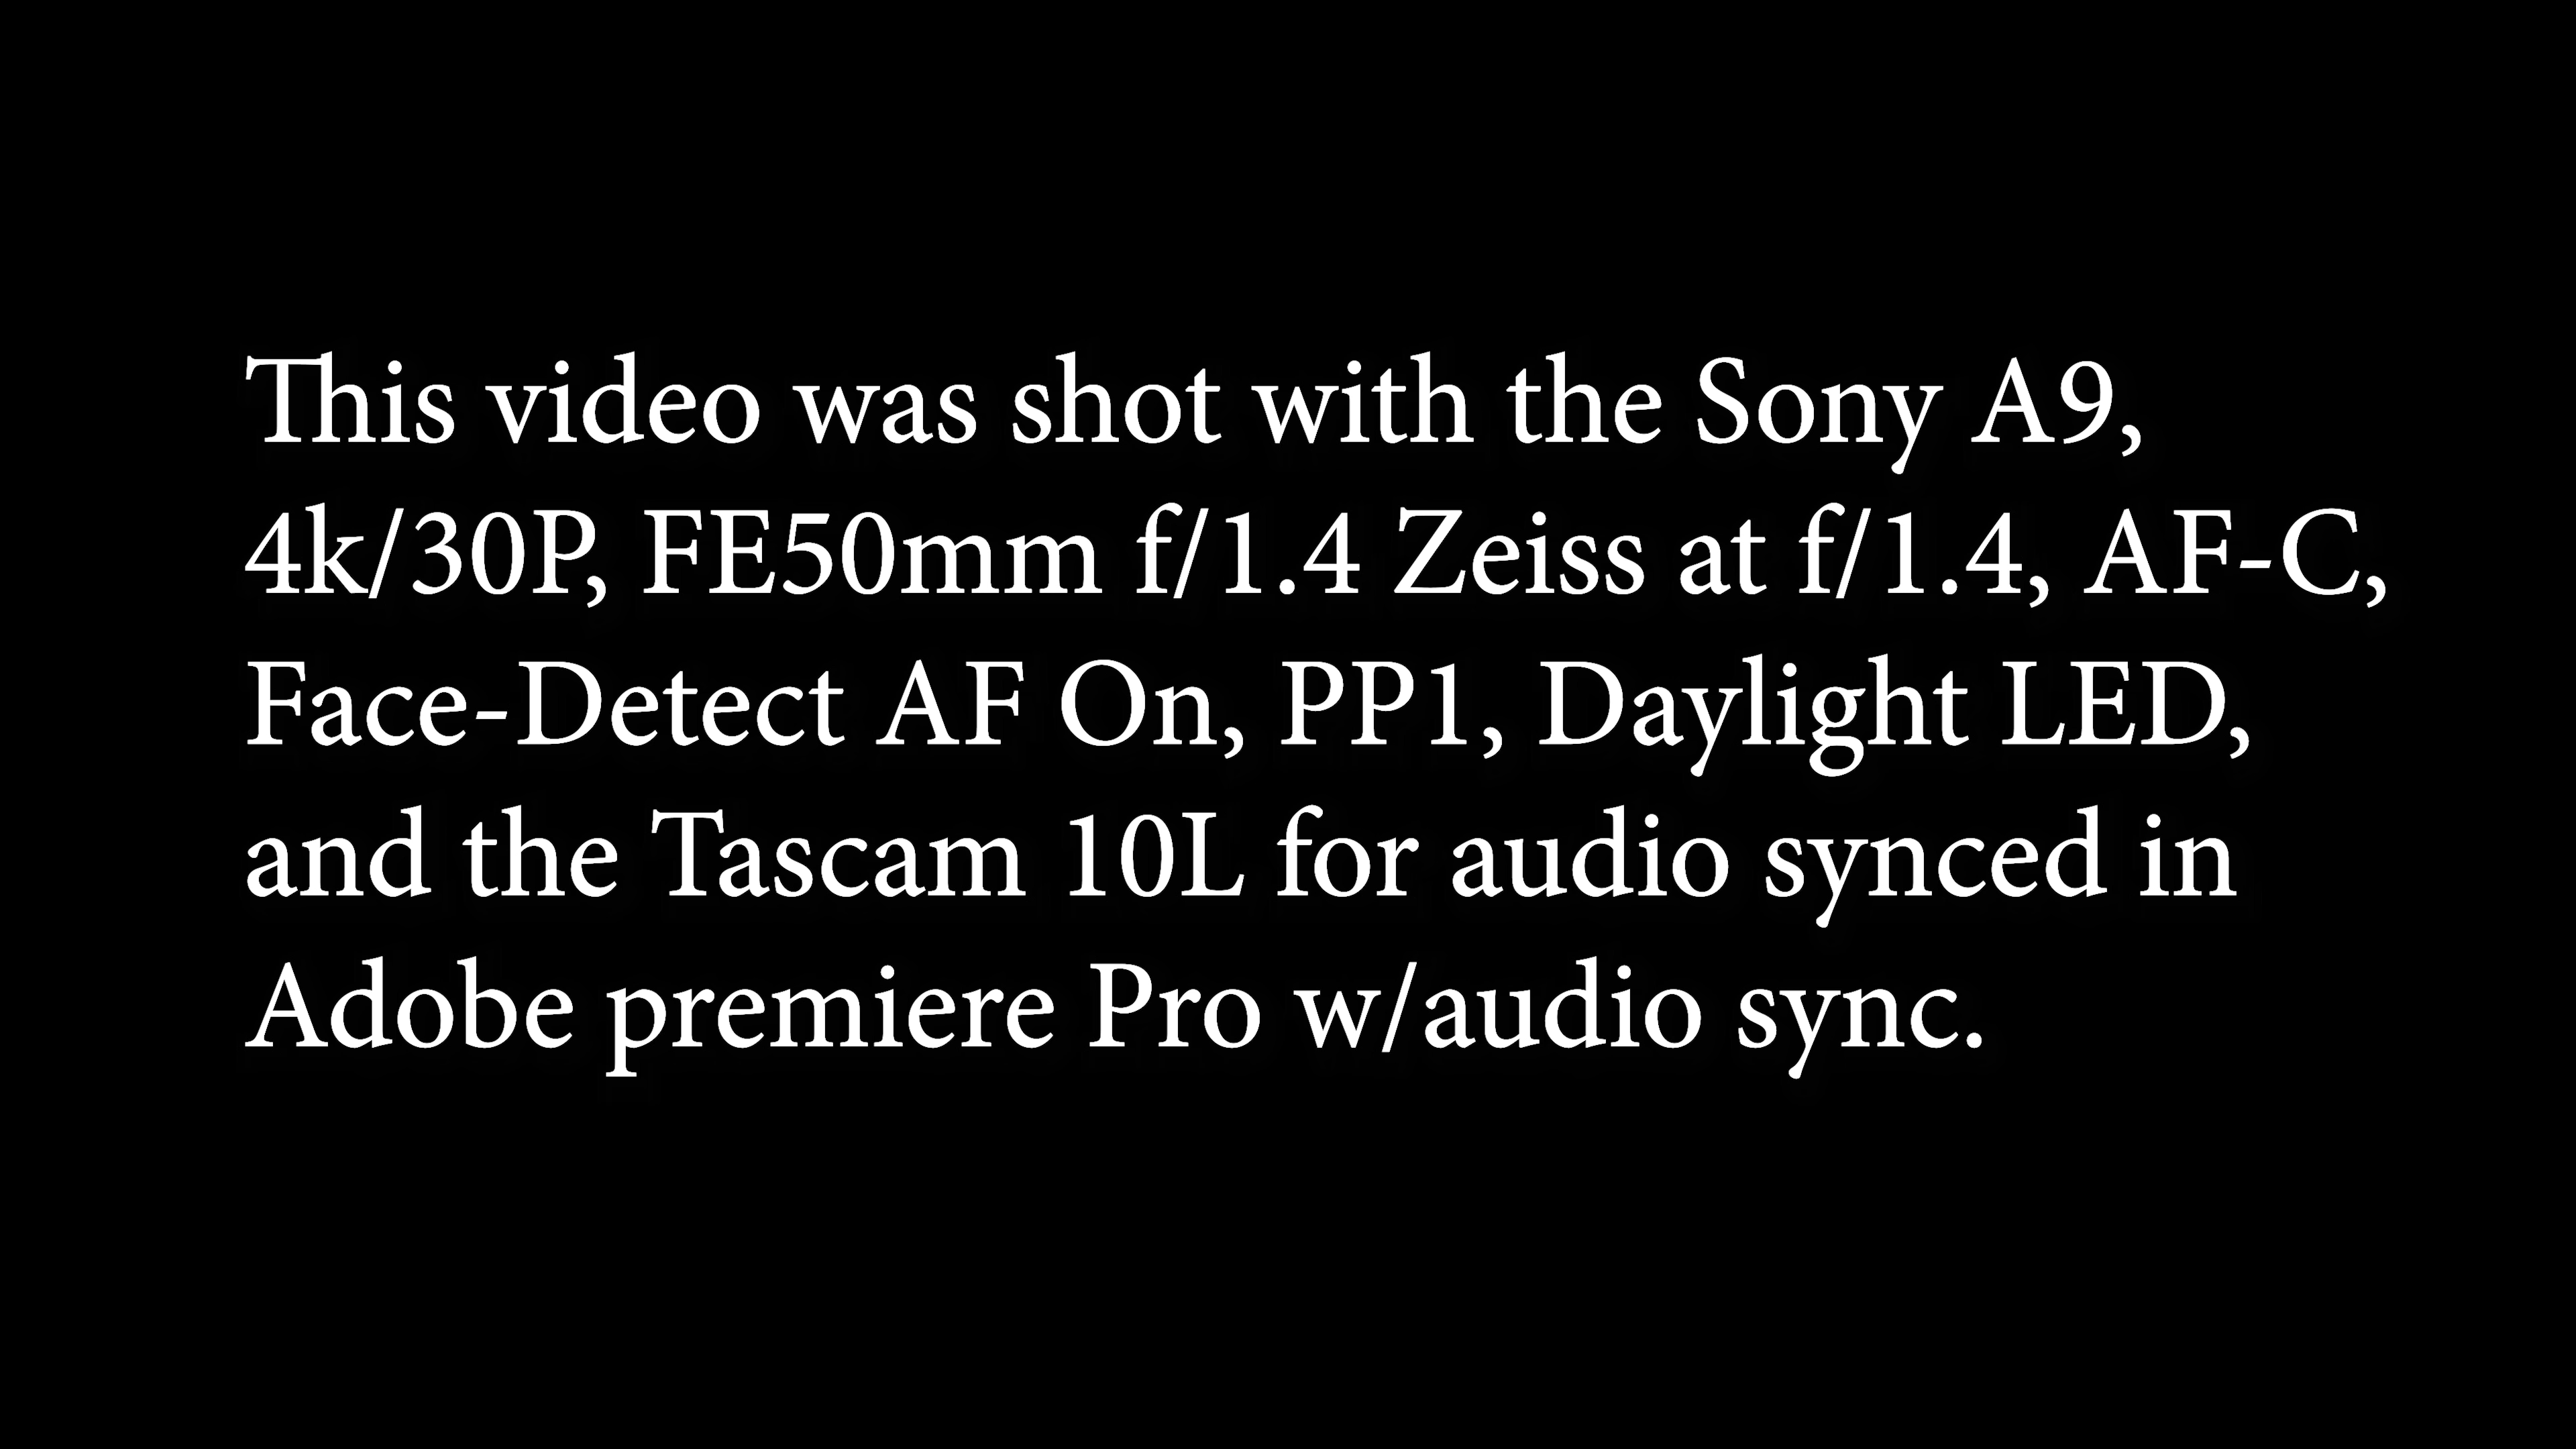 This video was shot with the Sony A9,
4k/30P, FE50mm f/1.4 Zeiss at f/1.4, AF-C,
Face-Detect AF On, PP1, Daylight LED,
and the Tascam 10L for audio synced in
Adobe premiere Pro w/audio sync.